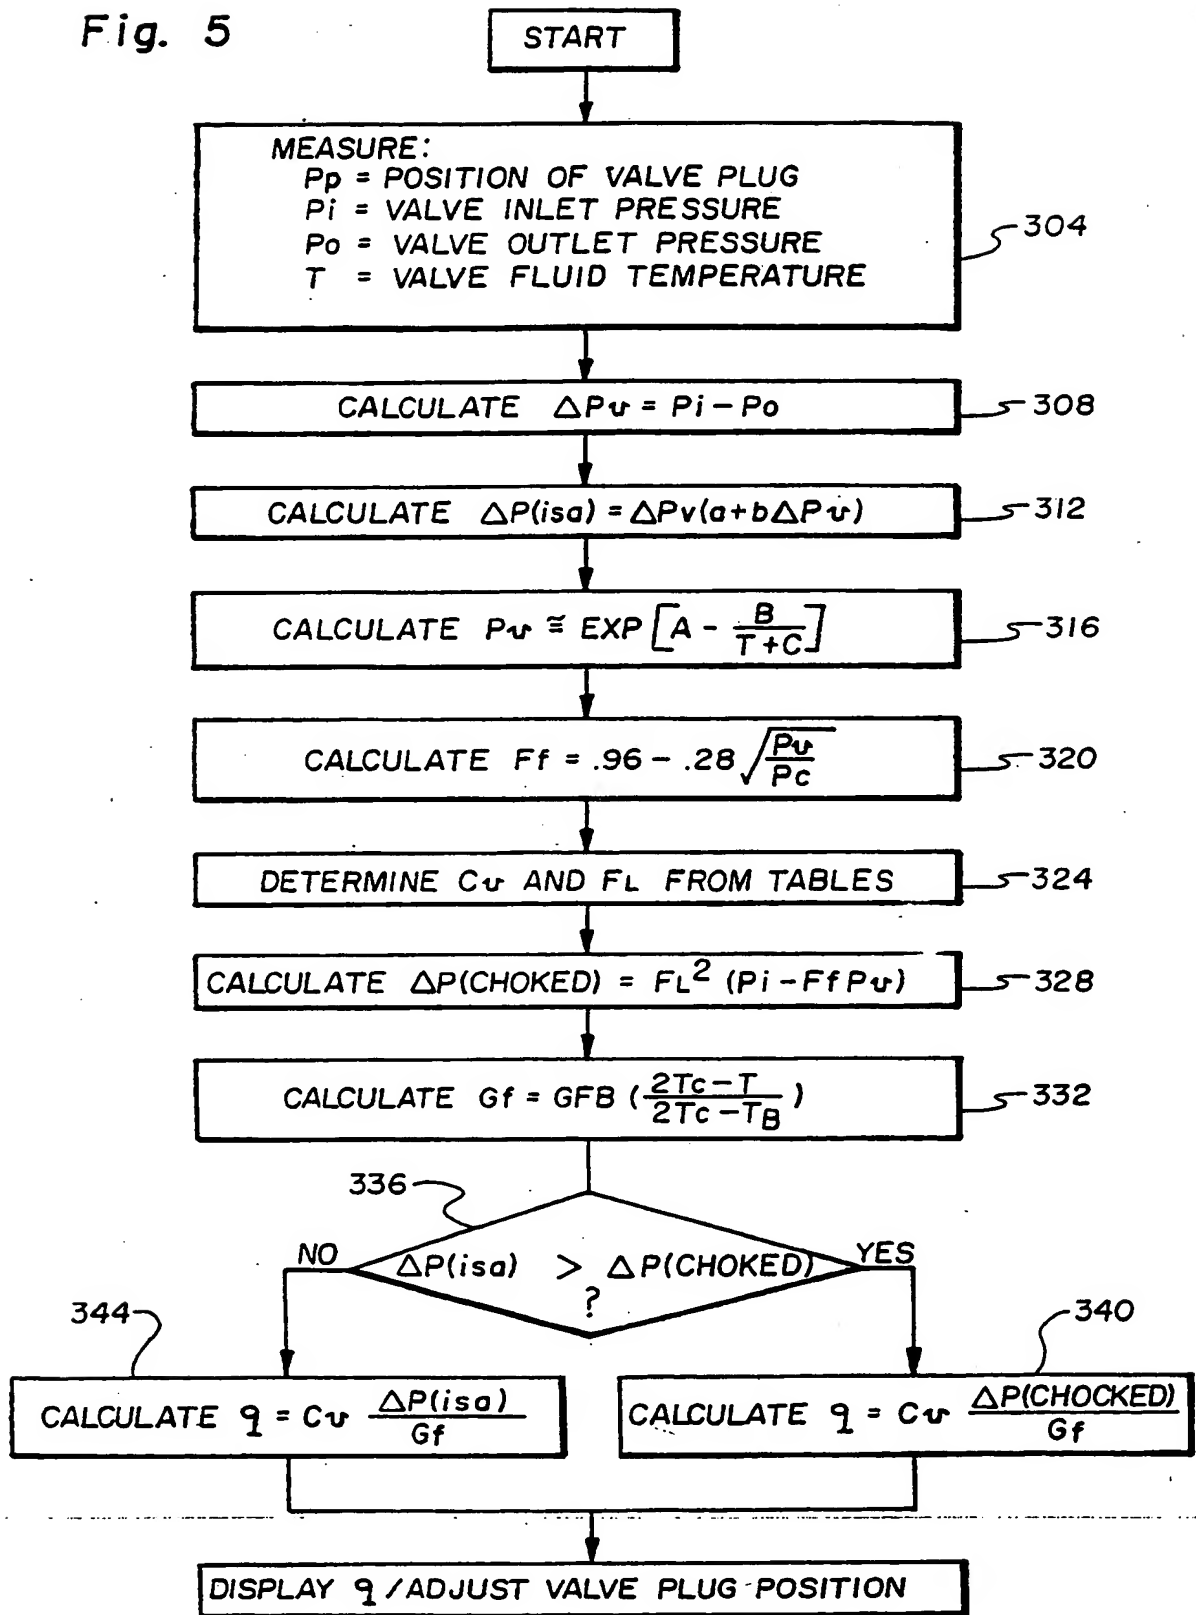 Fig. 5
START
MEASURE:
Pp = POSITION OF VALVE PLUG
Pi = VALVE INLET PRESSURE
Po = VALVE OUTLET PRESSURE
T = VALVE FLUID TEMPERATURE
304
CALCULATE ΔPv = Pi – Po
308
CALCULATE ΔP(isa) = ΔPv(a+bΔPv)
312
CALCULATE Pv ≅ EXP [A - B/(T+C)]
316
CALCULATE Ff = .96 – .28 √(Pv/Pc)
320
DETERMINE Cv AND FL FROM TABLES
324
CALCULATE ΔP(CHOKED) = FL² (Pi – Ff Pv)
328
CALCULATE Gf = GFB ((2Tc – T)/(2Tc – TB))
332
336
NO
ΔP(isa) > ΔP(CHOKED)
?
YES
344
340
CALCULATE q = Cv ΔP(isa)/Gf
CALCULATE q = Cv ΔP(CHOCKED)/Gf
DISPLAY q / ADJUST VALVE PLUG POSITION